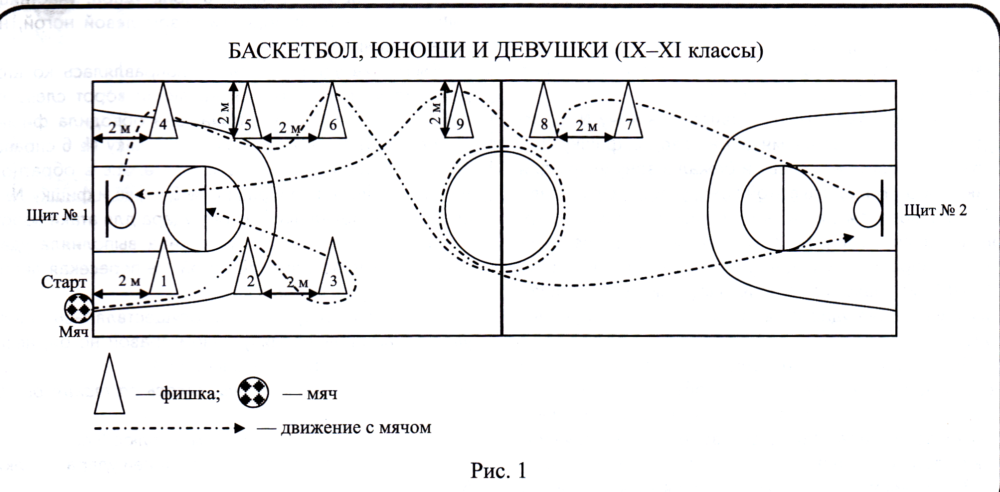 БАСКЕТБОЛ, ЮНОШИ И ДЕВУШКИ (IX–XI классы)
4
5
6
9
8
7
2 м
2 м
2 м
2 м
2 м
Щит № 1
Щит № 2
Старт
2 м
1
2
2 м
3
Мяч
— фишка;
— мяч
— движение с мячом
Рис. 1